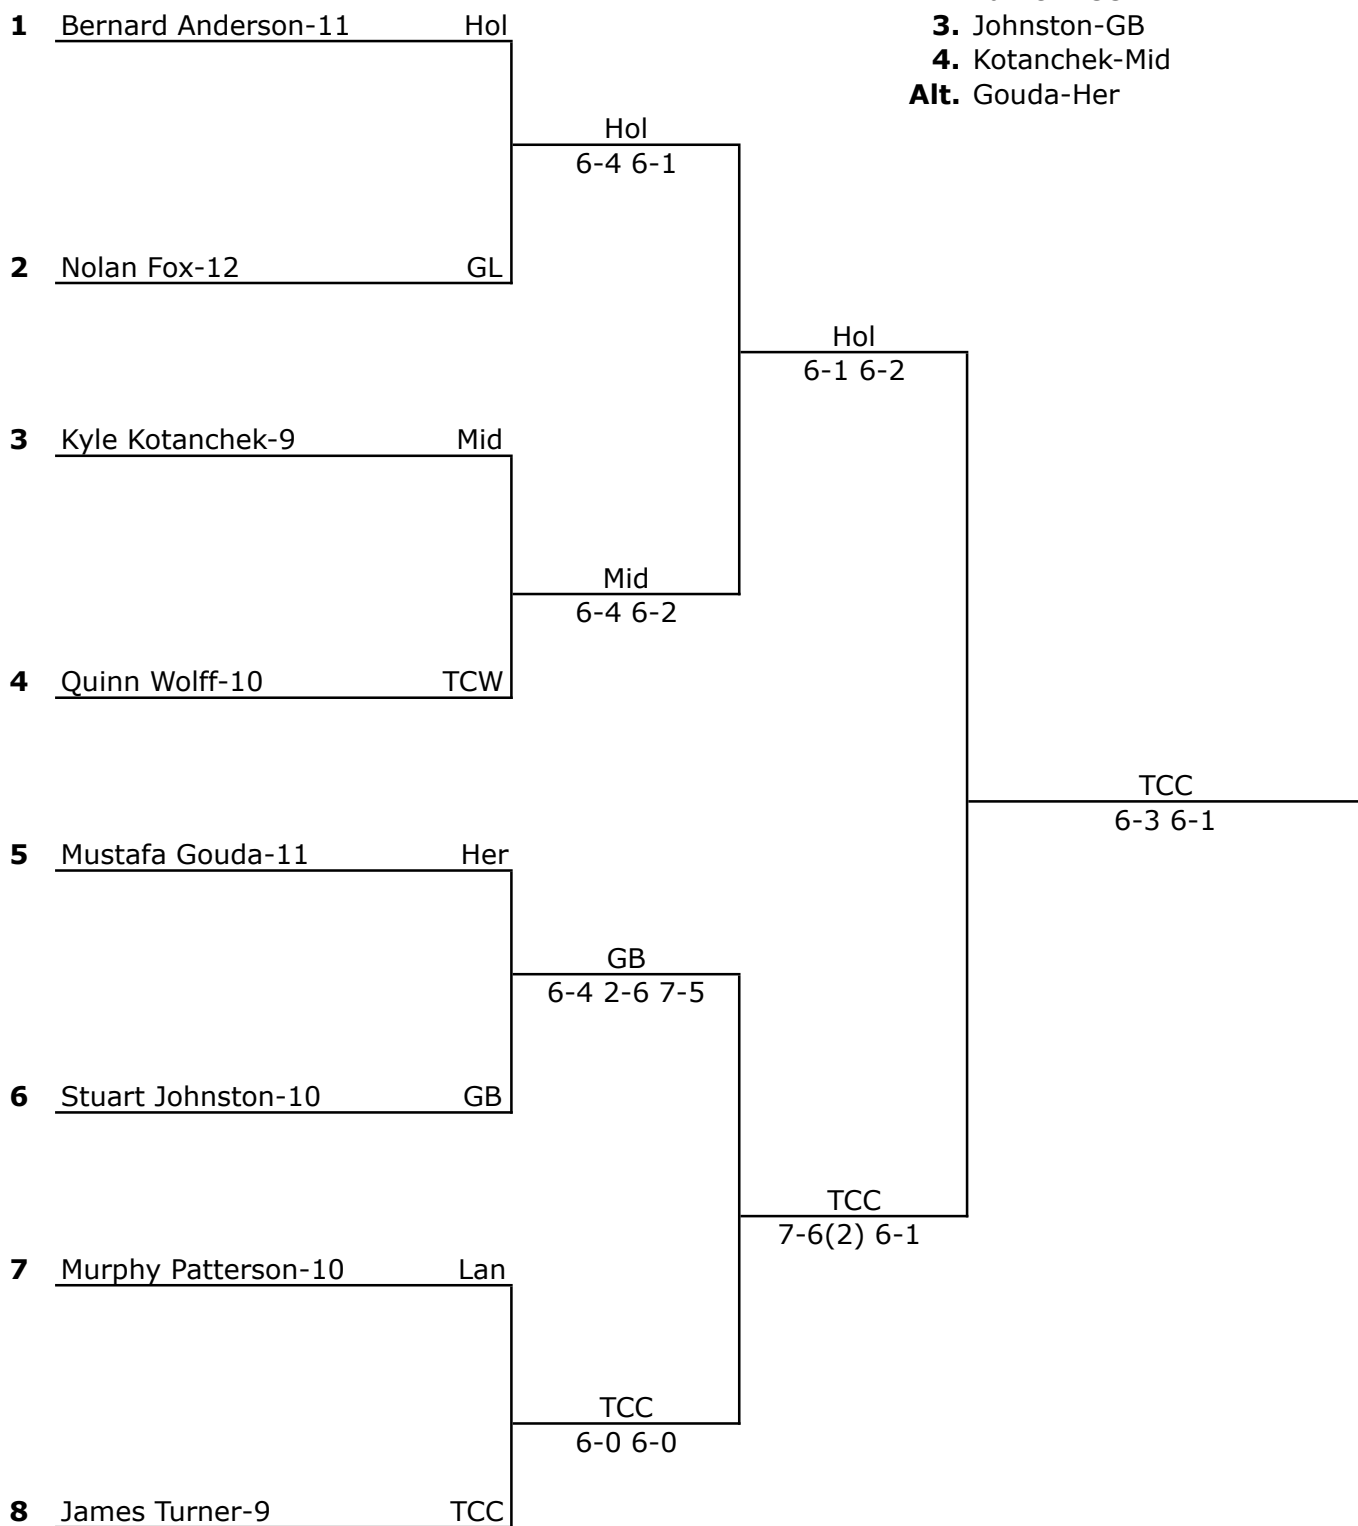 1 Bernard Anderson-11 Hol
3. Johnston-GB
4. Kotanchek-Mid
Alt. Gouda-Her
Hol
6-4 6-1
2 Nolan Fox-12 GL
Hol
6-1 6-2
3 Kyle Kotanchek-9 Mid
Mid
6-4 6-2
4 Quinn Wolff-10 TCW
TCC
6-3 6-1
5 Mustafa Gouda-11 Her
GB
6-4 2-6 7-5
6 Stuart Johnston-10 GB
TCC
7-6(2) 6-1
7 Murphy Patterson-10 Lan
TCC
6-0 6-0
8 James Turner-9 TCC